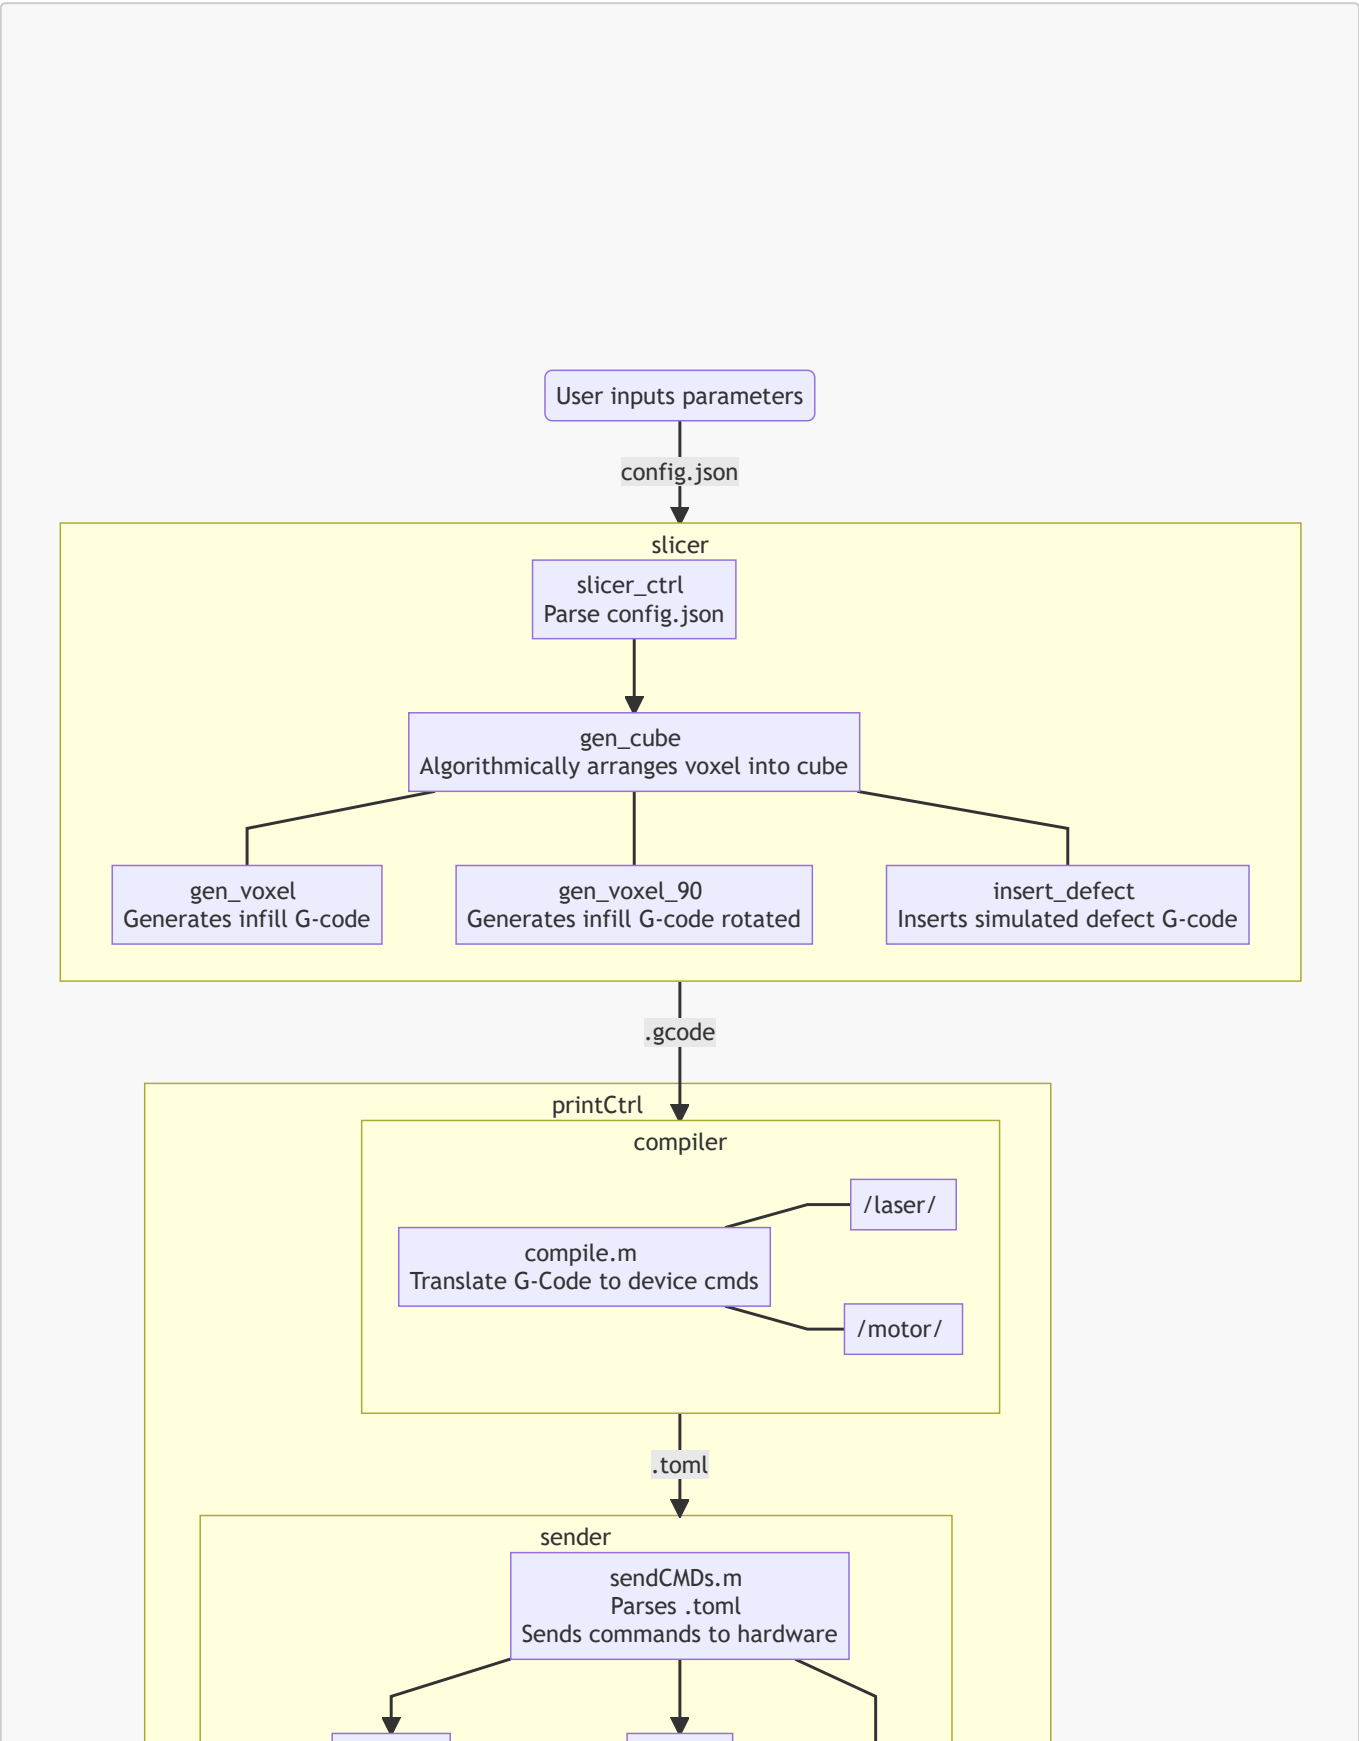 User inputs parameters
config.json
slicer
slicer_ctrl
Parse config.json
gen_cube
Algorithmically arranges voxel into cube
gen_voxel
Generates infill G-code
gen_voxel_90
Generates infill G-code rotated
insert_defect
Inserts simulated defect G-code
.gcode
printCtrl
compiler
/laser/
compile.m
Translate G-Code to device cmds
/motor/
.toml
sender
sendCMDs.m
Parses .toml
Sends commands to hardware